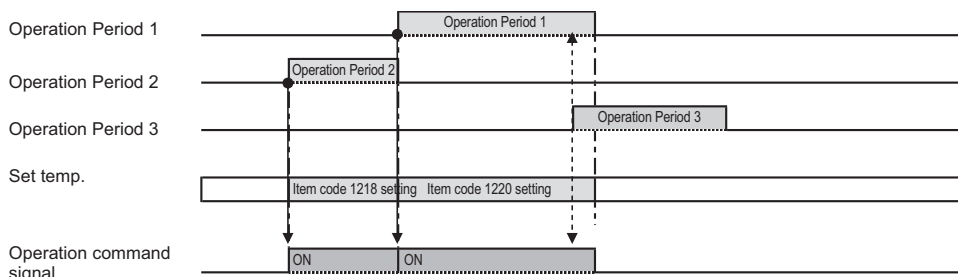 Operation Period 1
Operation Period 1
Operation Period 2
Operation Period 2
Operation Period 3
Operation Period 3
Set temp.
Item code 1218 setting
Item code 1220 setting
Operation command
signal
ON
ON